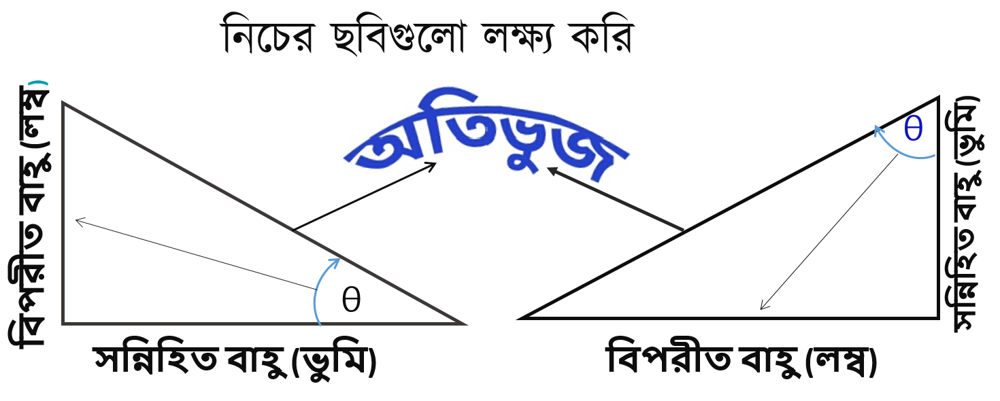 নিচের ছবিগুলো লক্ষ্য করি
অতিভুজ
বিপরীত বাহু (লম্ব)
θ
সন্নিহিত বাহু (ভুমি)
θ
সন্নিহিত বাহু (ভুমি)
বিপরীত বাহু (লম্ব)